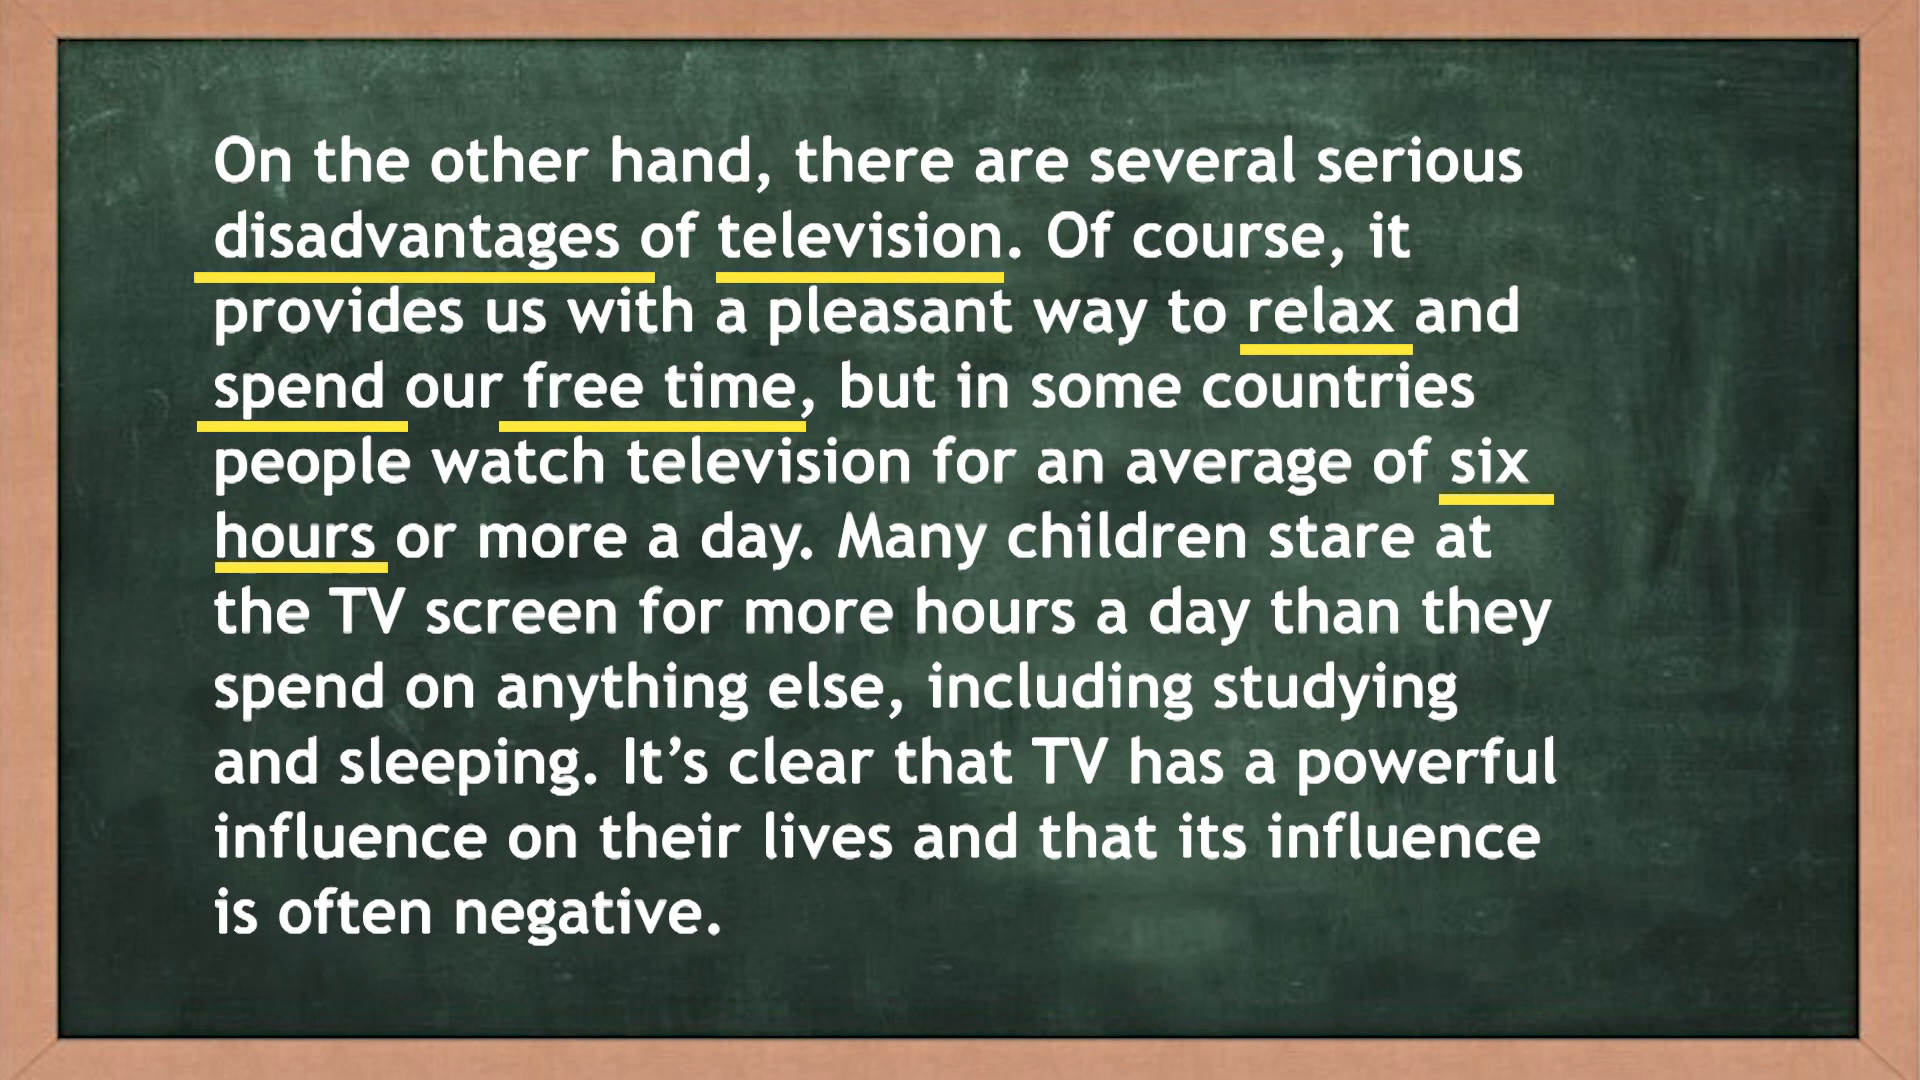 On the other hand, there are several serious
disadvantages of television. Of course, it
provides us with a pleasant way to relax and
spend our free time, but in some countries
people watch television for an average of six
hours or more a day. Many children stare at
the TV screen for more hours a day than they
spend on anything else, including studying
and sleeping. It’s clear that TV has a powerful
influence on their lives and that its influence
is often negative.